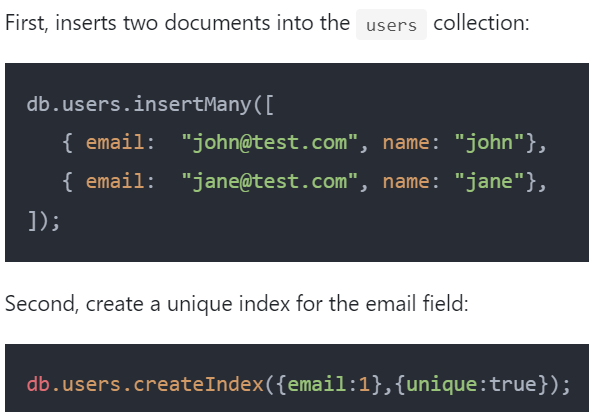 First, inserts two documents into the users collection:
db.users.insertMany([
   { email:  "john@test.com", name: "john"},
   { email:  "jane@test.com", name: "jane"},
]);
Second, create a unique index for the email field:
db.users.createIndex({email:1},{unique:true});